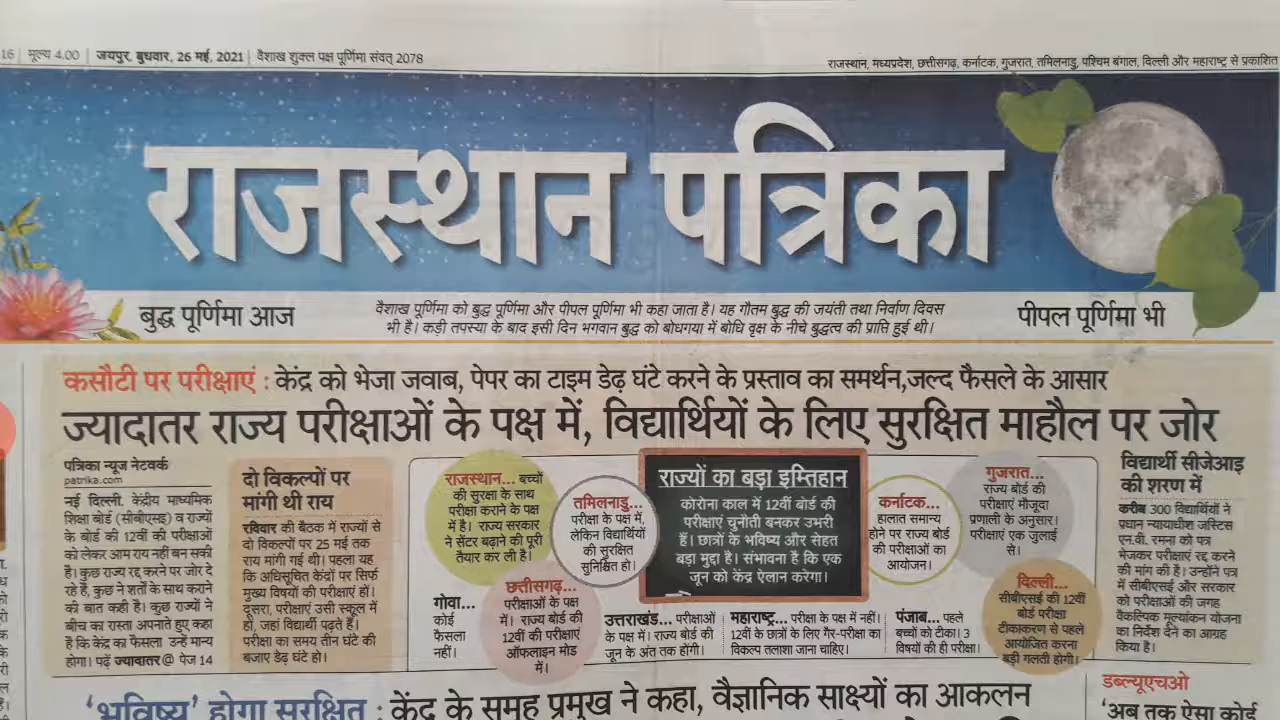 16 | मूल्य 4.00 | जयपुर, बुधवार, 26 मई, 2021 | वैशाख शुक्ल पक्ष पूर्णिमा संवत् 2078
राजस्थान, मध्यप्रदेश, छत्तीसगढ़, कर्नाटक, गुजरात, तमिलनाडु, पश्चिम बंगाल, दिल्ली और महाराष्ट्र से प्रकाशित
राजस्थान पत्रिका
बुद्ध पूर्णिमा आज
वैशाख पूर्णिमा को बुद्ध पूर्णिमा और पीपल पूर्णिमा भी कहा जाता है। यह गौतम बुद्ध की जयंती तथा निर्वाण दिवस
भी है। कड़ी तपस्या के बाद इसी दिन भगवान बुद्ध को बोधगया में बोधि वृक्ष के नीचे बुद्धत्व की प्राप्ति हुई थी।
पीपल पूर्णिमा भी
कसौटी पर परीक्षाएं : केंद्र को भेजा जवाब, पेपर का टाइम डेढ़ घंटे करने के प्रस्ताव का समर्थन,जल्द फैसले के आसार
ज्यादातर राज्य परीक्षाओं के पक्ष में, विद्यार्थियों के लिए सुरक्षित माहौल पर जोर
पत्रिका न्यूज नेटवर्क
patrika.com
नई दिल्ली. केंद्रीय माध्यमिक
शिक्षा बोर्ड (सीबीएसई) व राज्यों
के बोर्ड की 12वीं की परीक्षाओं
को लेकर आम राय नहीं बन सकी
है। कुछ राज्य रद्द करने पर जोर दे
रहे हैं, कुछ ने शर्तों के साथ कराने
की बात कही है। कुछ राज्यों ने
बीच का रास्ता अपनाते हुए कहा
है कि केंद्र का फैसला उन्हें मान्य
होगा। पढ़ें ज्यादातर @ पेज 14
दो विकल्पों पर
मांगी थी राय
रविवार की बैठक में राज्यों से
दो विकल्पों पर 25 मई तक
राय मांगी गई थी। पहला यह
कि अधिसूचित केंद्रों पर सिर्फ
मुख्य विषयों की परीक्षाएं हों।
दूसरा, परीक्षाएं उसी स्कूल में
हों, जहां विद्यार्थी पढ़ते हैं।
परीक्षा का समय तीन घंटे की
बजाए डेढ़ घंटे हो।
राजस्थान... बच्चों
की सुरक्षा के साथ
परीक्षा कराने के पक्ष
में है। राज्य सरकार
ने सेंटर बढ़ाने की पूरी
तैयार कर ली है।
तमिलनाडु...
परीक्षा के पक्ष में,
लेकिन विद्यार्थियों
की सुरक्षित
सुनिश्चित हो।
राज्यों का बड़ा इम्तिहान
कोरोना काल में 12वीं बोर्ड की
परीक्षाएं चुनौती बनकर उभरी
हैं। छात्रों के भविष्य और सेहत
बड़ा मुद्दा है। संभावना है कि एक
जून को केंद्र ऐलान करेगा।
कर्नाटक...
हालात समान्य
होने पर राज्य बोर्ड
की परीक्षाओं का
आयोजन।
गुजरात...
राज्य बोर्ड की
परीक्षाएं मौजूदा
प्रणाली के अनुसार।
परीक्षाएं एक जुलाई
से।
गोवा...
कोई
फैसला
नहीं।
छत्तीसगढ़...
परीक्षाओं के पक्ष
में। राज्य बोर्ड की
12वीं की परीक्षाएं
ऑफलाइन मोड
में।
उत्तराखंड... परीक्षाओं
के पक्ष में। राज्य बोर्ड की
जून के अंत तक होंगी।
महाराष्ट्र... परीक्षा के पक्ष में नहीं।
12वीं के छात्रों के लिए गैर-परीक्षा का
विकल्प तलाशा जाना चाहिए।
पंजाब... पहले
बच्चों को टीका। 3
विषयों की ही परीक्षा।
दिल्ली...
सीबीएसई की 12वीं
बोर्ड परीक्षा
टीकाकरण से पहले
आयोजित करना
बड़ी गलती होगी।
विद्यार्थी सीजेआइ
की शरण में
करीब 300 विद्यार्थियों ने
प्रधान न्यायाधीश जस्टिस
एन.वी. रमना को पत्र
भेजकर परीक्षाएं रद्द करने
की मांग की है। उन्होंने पत्र
में सीबीएसई और सरकार
को परीक्षाओं की जगह
वैकल्पिक मूल्यांकन योजना
का निर्देश देने का आग्रह
किया है।
'भविष्य' होगा सुरक्षित : केंद्र के समूह प्रमुख ने कहा, वैज्ञानिक साक्ष्यों का आकलन
डब्ल्यूएचओ
'अब तक ऐसा कोई